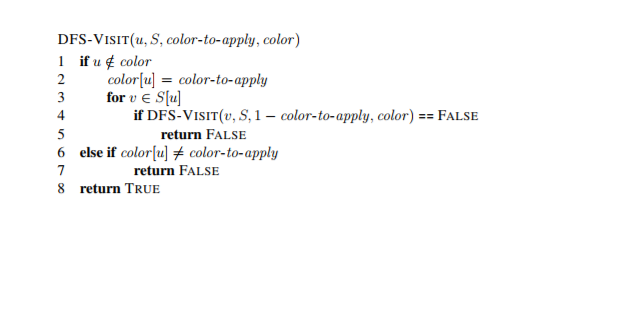 DFS-VISIT(u, S, color-to-apply, color)
1 if u ∉ color
2 color[u] = color-to-apply
3 for v ∈ S[u]
4 if DFS-VISIT(v, S, 1 − color-to-apply, color) == FALSE
5 return FALSE
6 else if color[u] ≠ color-to-apply
7 return FALSE
8 return TRUE